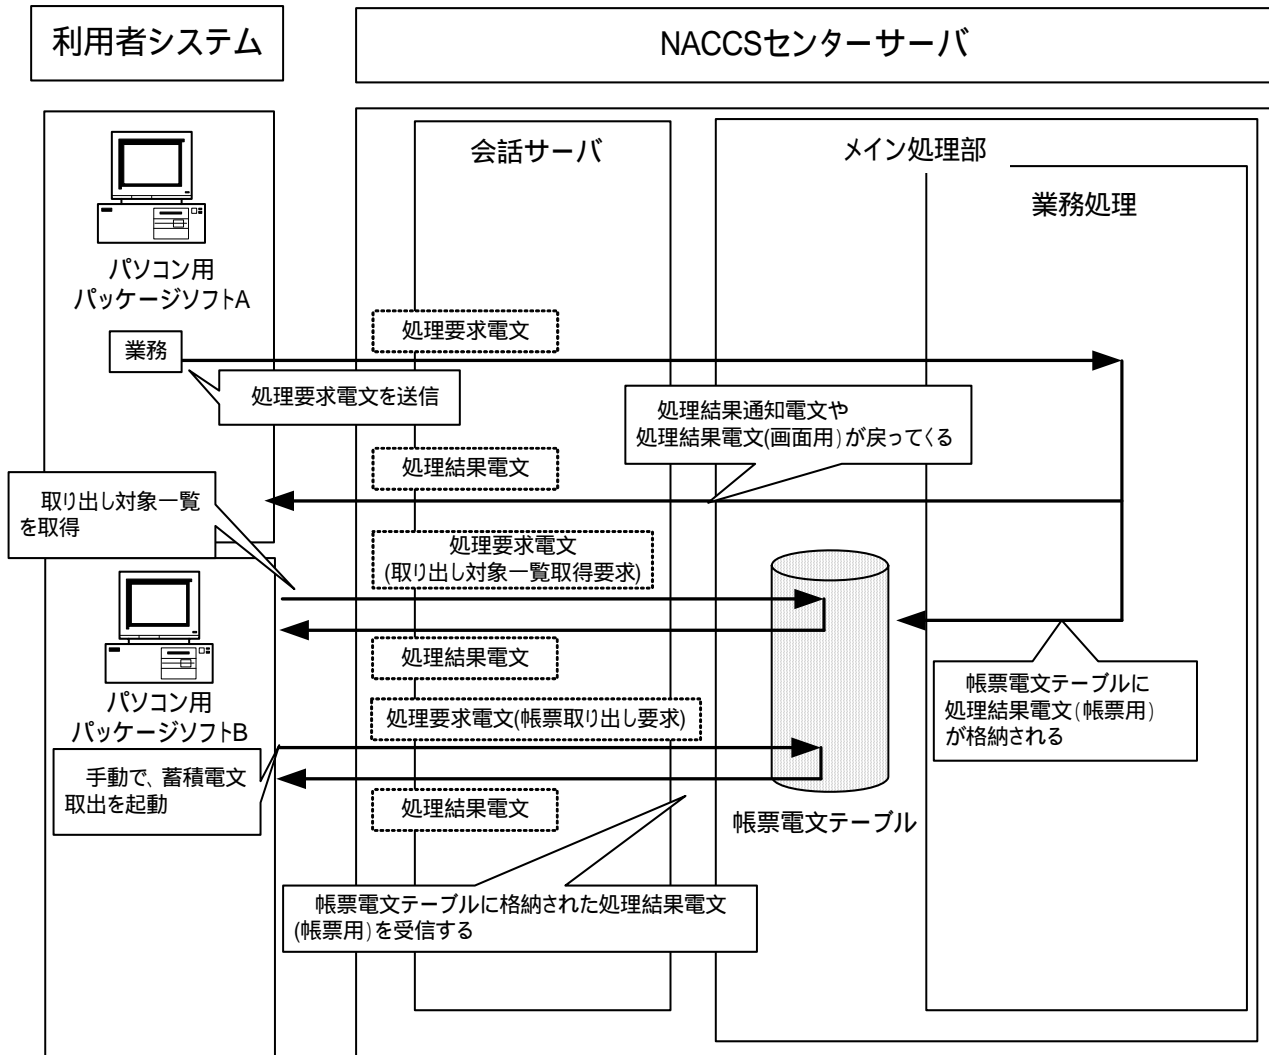 利用者システム
NACCSセンターサーバ
会話サーバ
メイン処理部
業務処理
パソコン用
パッケージソフトA
処理要求電文
業務
処理要求電文を送信
処理結果通知電文や
処理結果電文(画面用)が戻ってくる
処理結果電文
取り出し対象一覧
を取得
処理要求電文
(取り出し対象一覧取得要求)
パソコン用
パッケージソフトB
処理結果電文
帳票電文テーブルに
処理結果電文(帳票用)
が格納される
処理要求電文(帳票取り出し要求)
手動で、蓄積電文
取出を起動
処理結果電文
帳票電文テーブル
帳票電文テーブルに格納された処理結果電文
(帳票用)を受信する